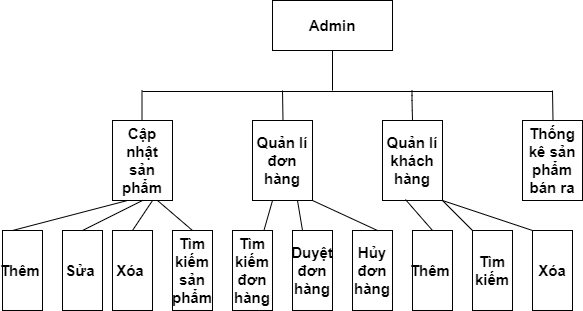 Admin
Cập
nhật
sản
phẩm
Quản lí
đơn
hàng
Quản lí
khách
hàng
Thống
kê sản
phẩm
bán ra
Thêm
Sửa
Xóa
Tìm
kiếm
sản
phẩm
Tìm
kiếm
đơn
hàng
Duyệt
đơn
hàng
Hủy
đơn
hàng
Thêm
Tìm
kiếm
Xóa